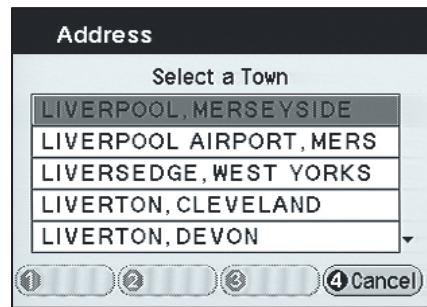 Address
Select a Town
LIVERPOOL,MERSEYSIDE
LIVERPOOL AIRPORT,MERS
LIVERSEDGE,WEST YORKS
LIVERTON,CLEVELAND
LIVERTON,DEVON
1 2 3 4 Cancel